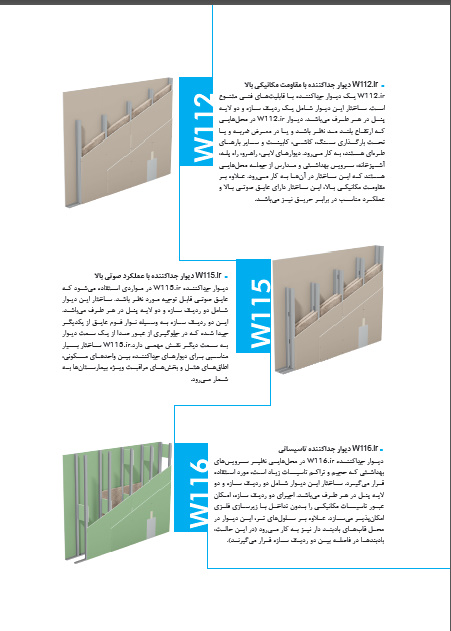 W112.ir دیوار جداکننده با مقاومت مکانیکی بالا
W112.ir یک دیوار جداکننده با قابلیت‌های فنی متنوع
است. ساختار این دیوار شامل یک ردیف سازه و دو لایه
پنل در هر طرف می‌باشد. دیوار W112.ir در محل‌هایی
که ارتفاع بلند مد نظر باشد و یا در معرض ضربه و یا
تحت بارگذاری سنگ، کاشی، کابینت و سایر بارهای
طره‌ای هستند، به کار می‌رود. دیوارهای لابی، راهرو، راه پله،
آشپزخانه، سرویس بهداشتی و مدارس از جمله محل‌هایی
هستند که این ساختار در آن‌ها به کار می‌رود. علاوه بر
مقاومت مکانیکی بالا، این ساختار دارای عایق صوتی بالا و
عملکرد مناسب در برابر حریق نیز می‌باشد.
W112
W115.ir دیوار جداکننده با عملکرد صوتی بالا
دیوار جداکننده W115.ir در مواردی استفاده می‌شود که
عایق صوتی قابل توجیه مورد نظر باشد. ساختار این دیوار
شامل دو ردیف سازه و دو لایه پنل در هر طرف می‌باشد.
این دو ردیف سازه به وسیله نوار فوم عایق از یکدیگر
جدا شده که در جلوگیری از عبور صدا از یک سمت دیوار
به سمت دیگر نقش مهمی دارد. W115.ir ساختار بسیار
مناسبی برای دیوارهای جداکننده بین واحدهای مسکونی،
اطاق‌های هتل و بخش‌های مراقبت ویژه بیمارستان‌ها به
شمار می‌رود.
W115
W116.ir دیوار جداکننده تاسیساتی
دیوار جداکننده W116.ir در محل‌هایی نظیر سرویس‌های
بهداشتی که حجیم و تراکم تاسیسات زیاد است، مورد استفاده
قرار می‌گیرد. ساختار این دیوار شامل دو ردیف سازه و دو
لایه پنل در هر طرف می‌باشد. اجرای دو ردیف سازه، امکان
عبور تاسیسات مکانیکی را بدون تداخل با زیرسازی فلزی
امکان‌پذیر می‌سازد. علاوه بر سلول‌های تر، این دیوار در
محل قاب‌های بادبند دار نیز به کار می‌رود (در این حالت،
بادبندها در فاصله بین دو ردیف سازه قرار می‌گیرند).
W116